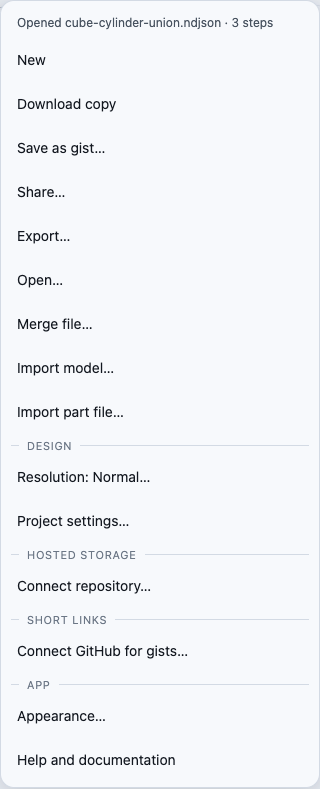 Opened cube-cylinder-union.ndjson · 3 steps
New
Download copy
Save as gist...
Share...
Export...
Open...
Merge file...
Import model...
Import part file...
DESIGN
Resolution: Normal...
Project settings...
HOSTED STORAGE
Connect repository...
SHORT LINKS
Connect GitHub for gists...
APP
Appearance...
Help and documentation